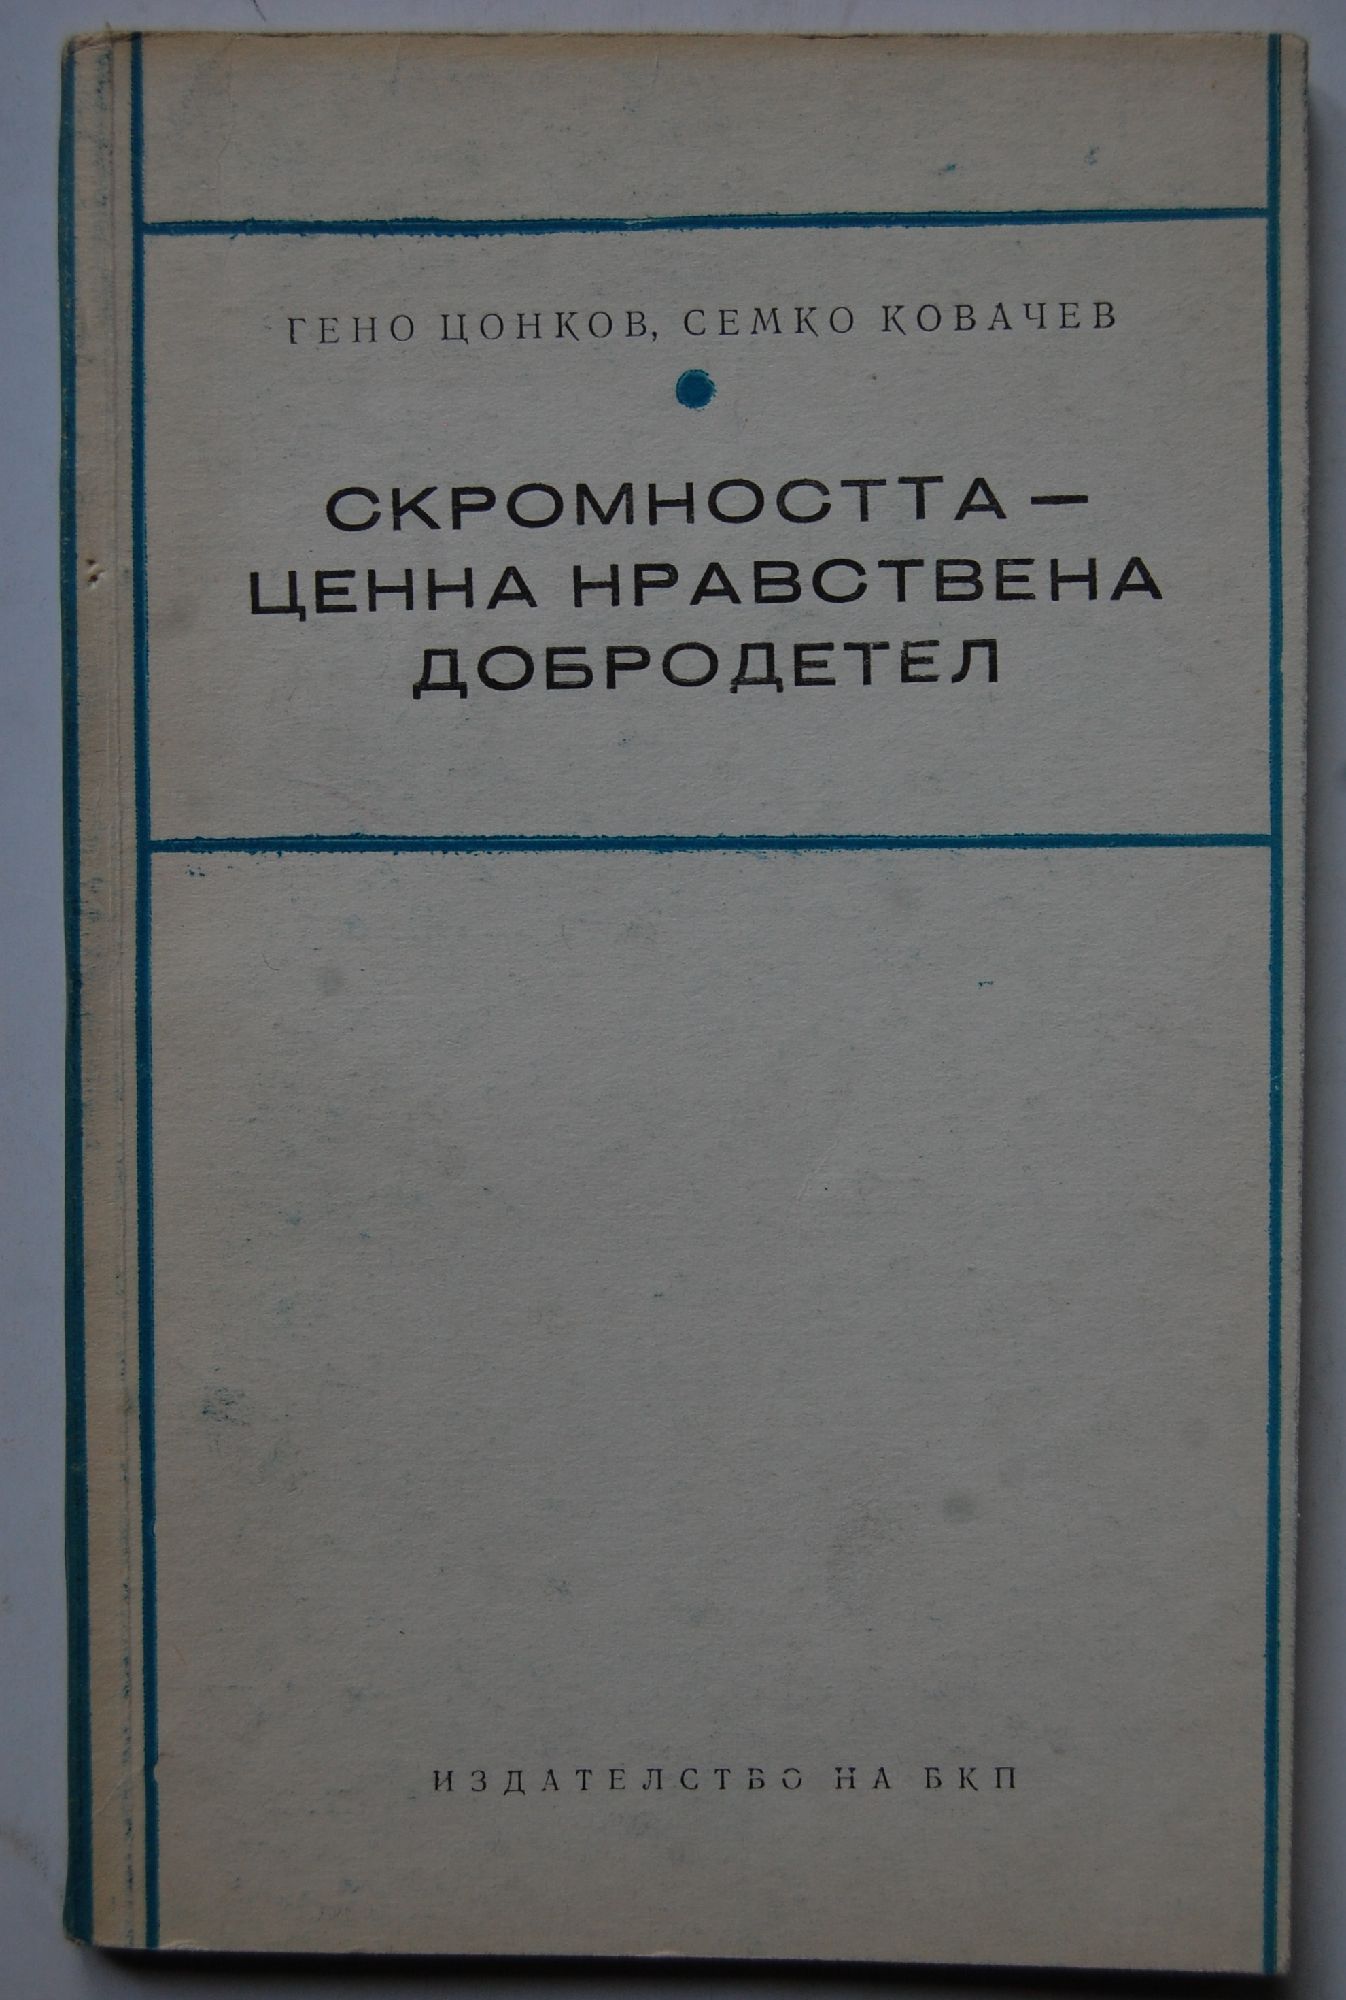 ГЕНО ЦОНКОВ, СЕМКО КОВАЧЕВ
СКРОМНОСТТА —
ЦЕННА НРАВСТВЕНА
ДОБРОДЕТЕЛ
ИЗДАТЕЛСТВО НА БКП